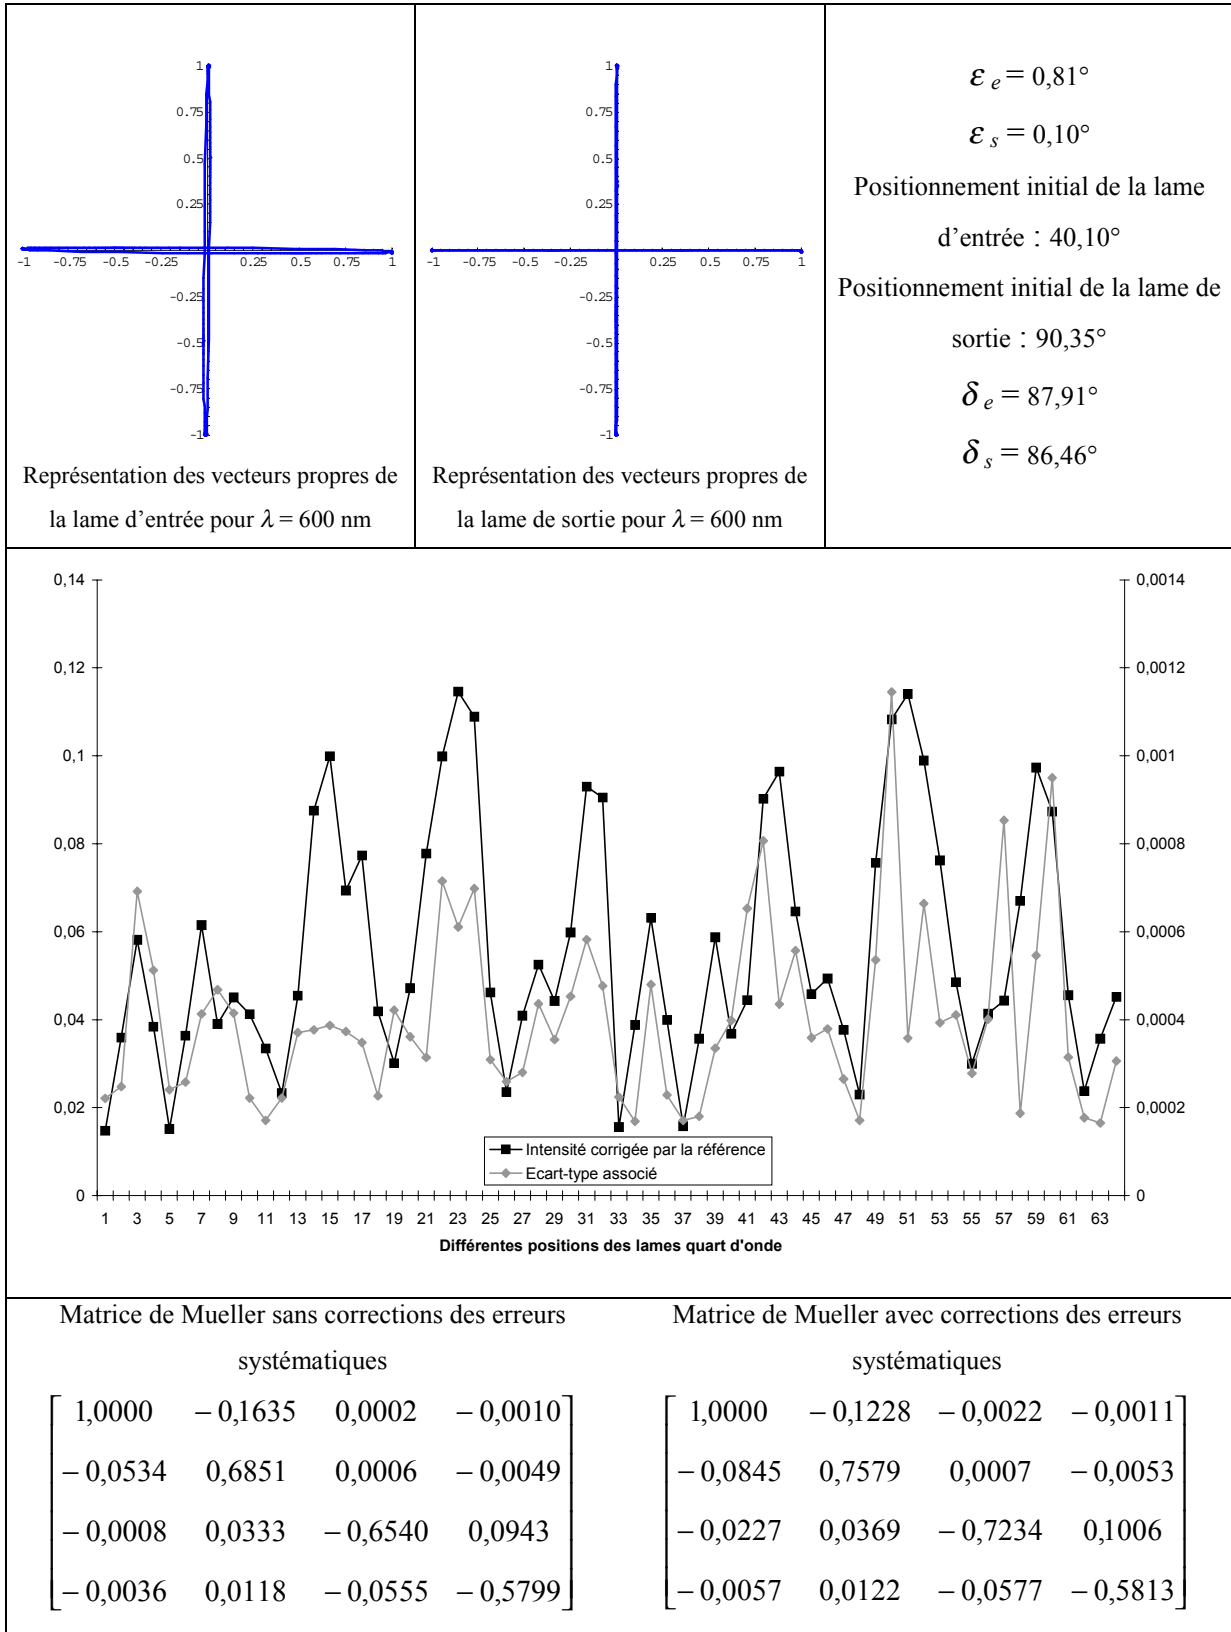 1
0.75
0.5
0.25
-1 -0.75 -0.5 -0.25 0.25 0.5 0.75 1
-0.25
-0.5
-0.75
-1
Représentation des vecteurs propres de
la lame d’entrée pour λ = 600 nm
1
0.75
0.5
0.25
-1 -0.75 -0.5 -0.25 0.25 0.5 0.75 1
-0.25
-0.5
-0.75
-1
Représentation des vecteurs propres de
la lame de sortie pour λ = 600 nm
ε e = 0,81°
ε s = 0,10°
Positionnement initial de la lame
d’entrée : 40,10°
Positionnement initial de la lame de
sortie : 90,35°
δ e = 87,91°
δ s = 86,46°
0,14 0,0014
0,12 0,0012
0,1 0,001
0,08 0,0008
0,06 0,0006
0,04 0,0004
0,02 0,0002
0 0
Intensité corrigée par la référence
Ecart-type associé
1 3 5 7 9 11 13 15 17 19 21 23 25 27 29 31 33 35 37 39 41 43 45 47 49 51 53 55 57 59 61 63
Différentes positions des lames quart d'onde
Matrice de Mueller sans corrections des erreurs
systématiques
1,0000 −0,1635 0,0002 −0,0010
−0,0534 0,6851 0,0006 −0,0049
−0,0008 0,0333 −0,6540 0,0943
−0,0036 0,0118 −0,0555 −0,5799
Matrice de Mueller avec corrections des erreurs
systématiques
1,0000 −0,1228 −0,0022 −0,0011
−0,0845 0,7579 0,0007 −0,0053
−0,0227 0,0369 −0,7234 0,1006
−0,0057 0,0122 −0,0577 −0,5813